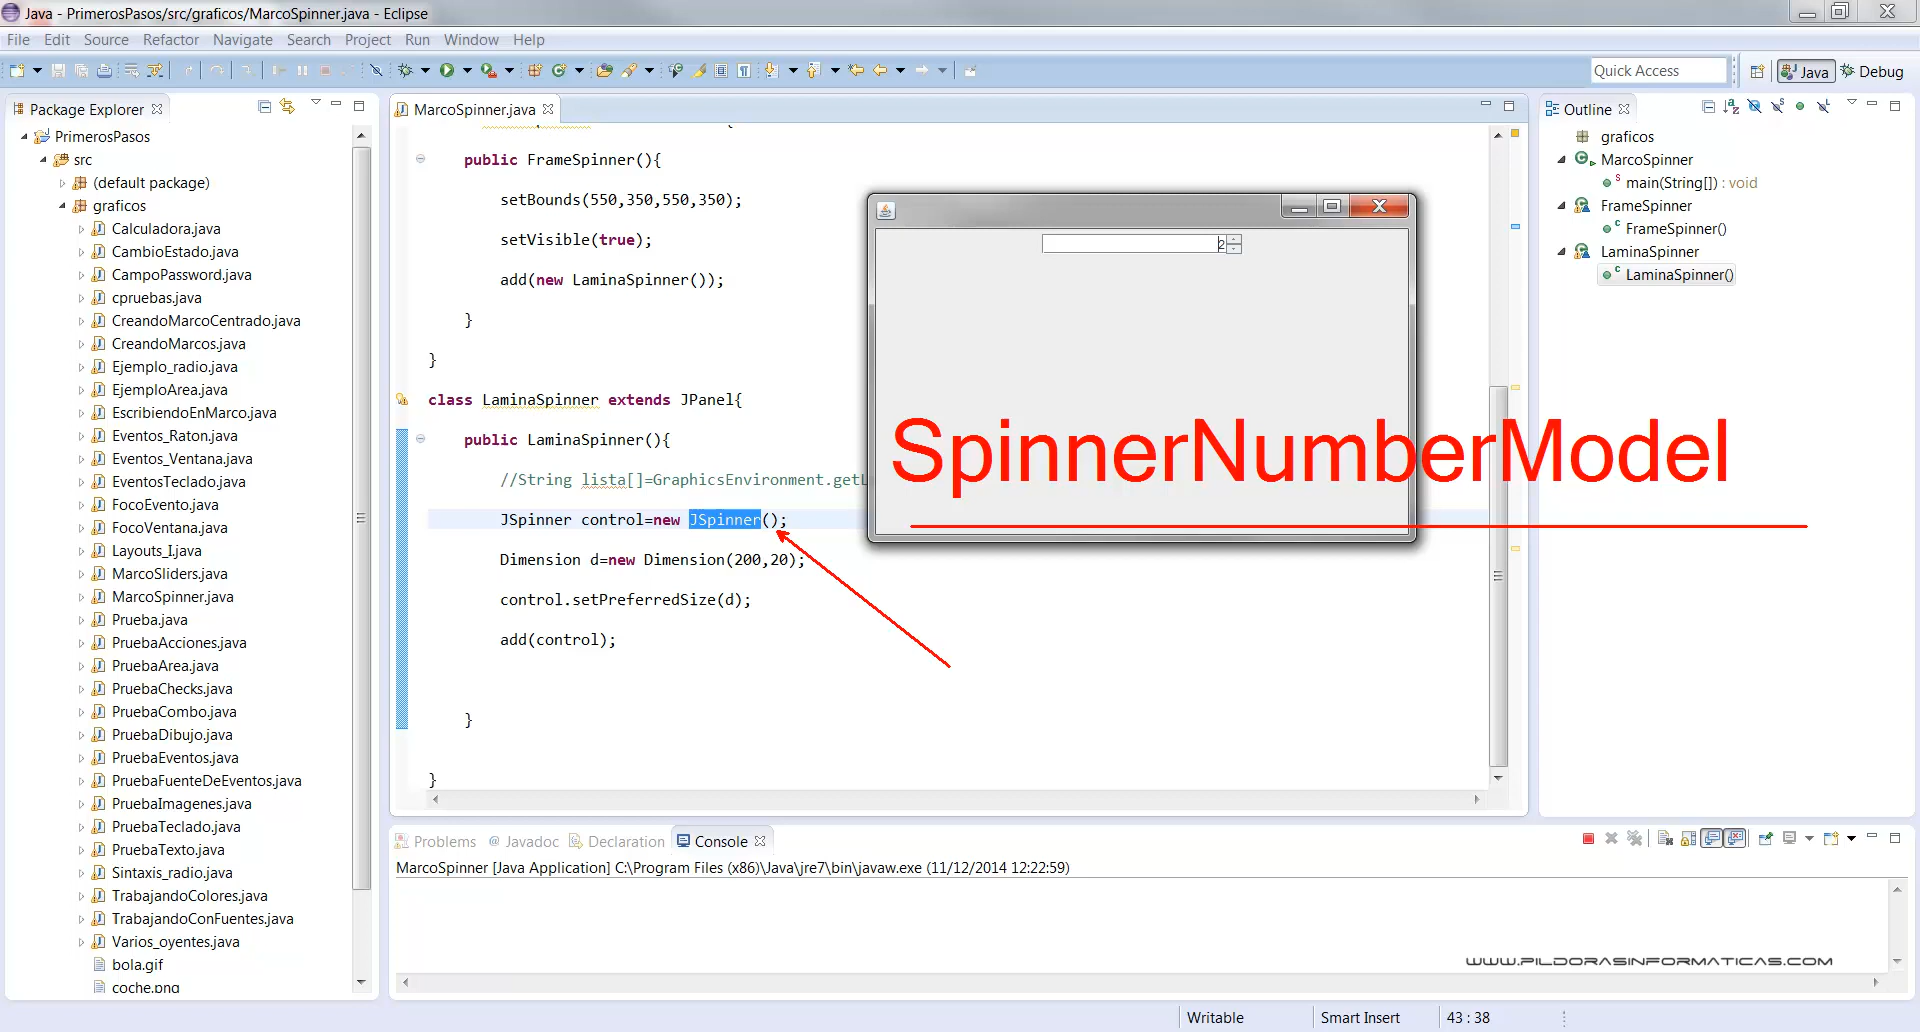 Java - PrimerosPasos/src/graficos/MarcoSpinner.java - Eclipse
File Edit Source Refactor Navigate Search Project Run Window Help
Quick Access Java Debug
Package Explorer
PrimerosPasos
src
(default package)
graficos
Calculadora.java
CambioEstado.java
CampoPassword.java
cpruebas.java
CreandoMarcoCentrado.java
CreandoMarcos.java
Ejemplo_radio.java
EjemploArea.java
EscribiendoEnMarco.java
Eventos_Raton.java
Eventos_Ventana.java
EventosTeclado.java
FocoEvento.java
FocoVentana.java
Layouts_I.java
MarcoSliders.java
MarcoSpinner.java
Prueba.java
PruebaAcciones.java
PruebaArea.java
PruebaChecks.java
PruebaCombo.java
PruebaDibujo.java
PruebaEventos.java
PruebaFuenteDeEventos.java
PruebaImagenes.java
PruebaTeclado.java
PruebaTexto.java
Sintaxis_radio.java
TrabajandoColores.java
TrabajandoConFuentes.java
Varios_oyentes.java
bola.gif
coche.png
MarcoSpinner.java
public FrameSpinner(){
setBounds(550,350,550,350);
setVisible(true);
add(new LaminaSpinner());
}
}
class LaminaSpinner extends JPanel{
public LaminaSpinner(){
//String lista[]=GraphicsEnvironment.getL
JSpinner control=new JSpinner();
Dimension d=new Dimension(200,20);
control.setPreferredSize(d);
add(control);
}
}
2
SpinnerNumberModel
Outline
graficos
MarcoSpinner
main(String[]) : void
FrameSpinner
FrameSpinner()
LaminaSpinner
LaminaSpinner()
Problems @ Javadoc Declaration Console
MarcoSpinner [Java Application] C:\Program Files (x86)\Java\jre7\bin\javaw.exe (11/12/2014 12:22:59)
WWW.PILDORASINFORMATICAS.COM
Writable Smart Insert 43 : 38